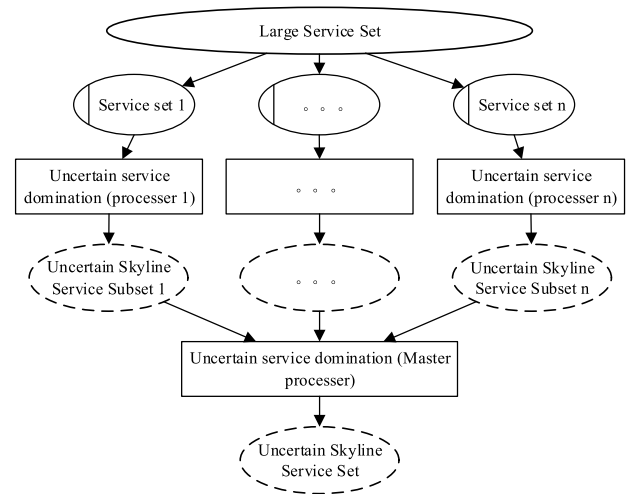 Large Service Set
Service set 1
。 。 。
Service set n
Uncertain service
domination (processer 1)
。 。 。
Uncertain service
domination (processer n)
Uncertain Skyline
Service Subset 1
。 。 。
Uncertain Skyline
Service Subset n
Uncertain service domination (Master
processer)
Uncertain Skyline
Service Set